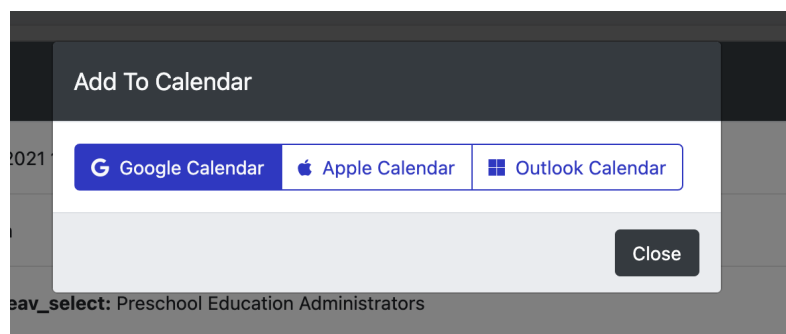 Add To Calendar
2021
Google Calendar Apple Calendar Outlook Calendar
Close
eav_select: Preschool Education Administrators